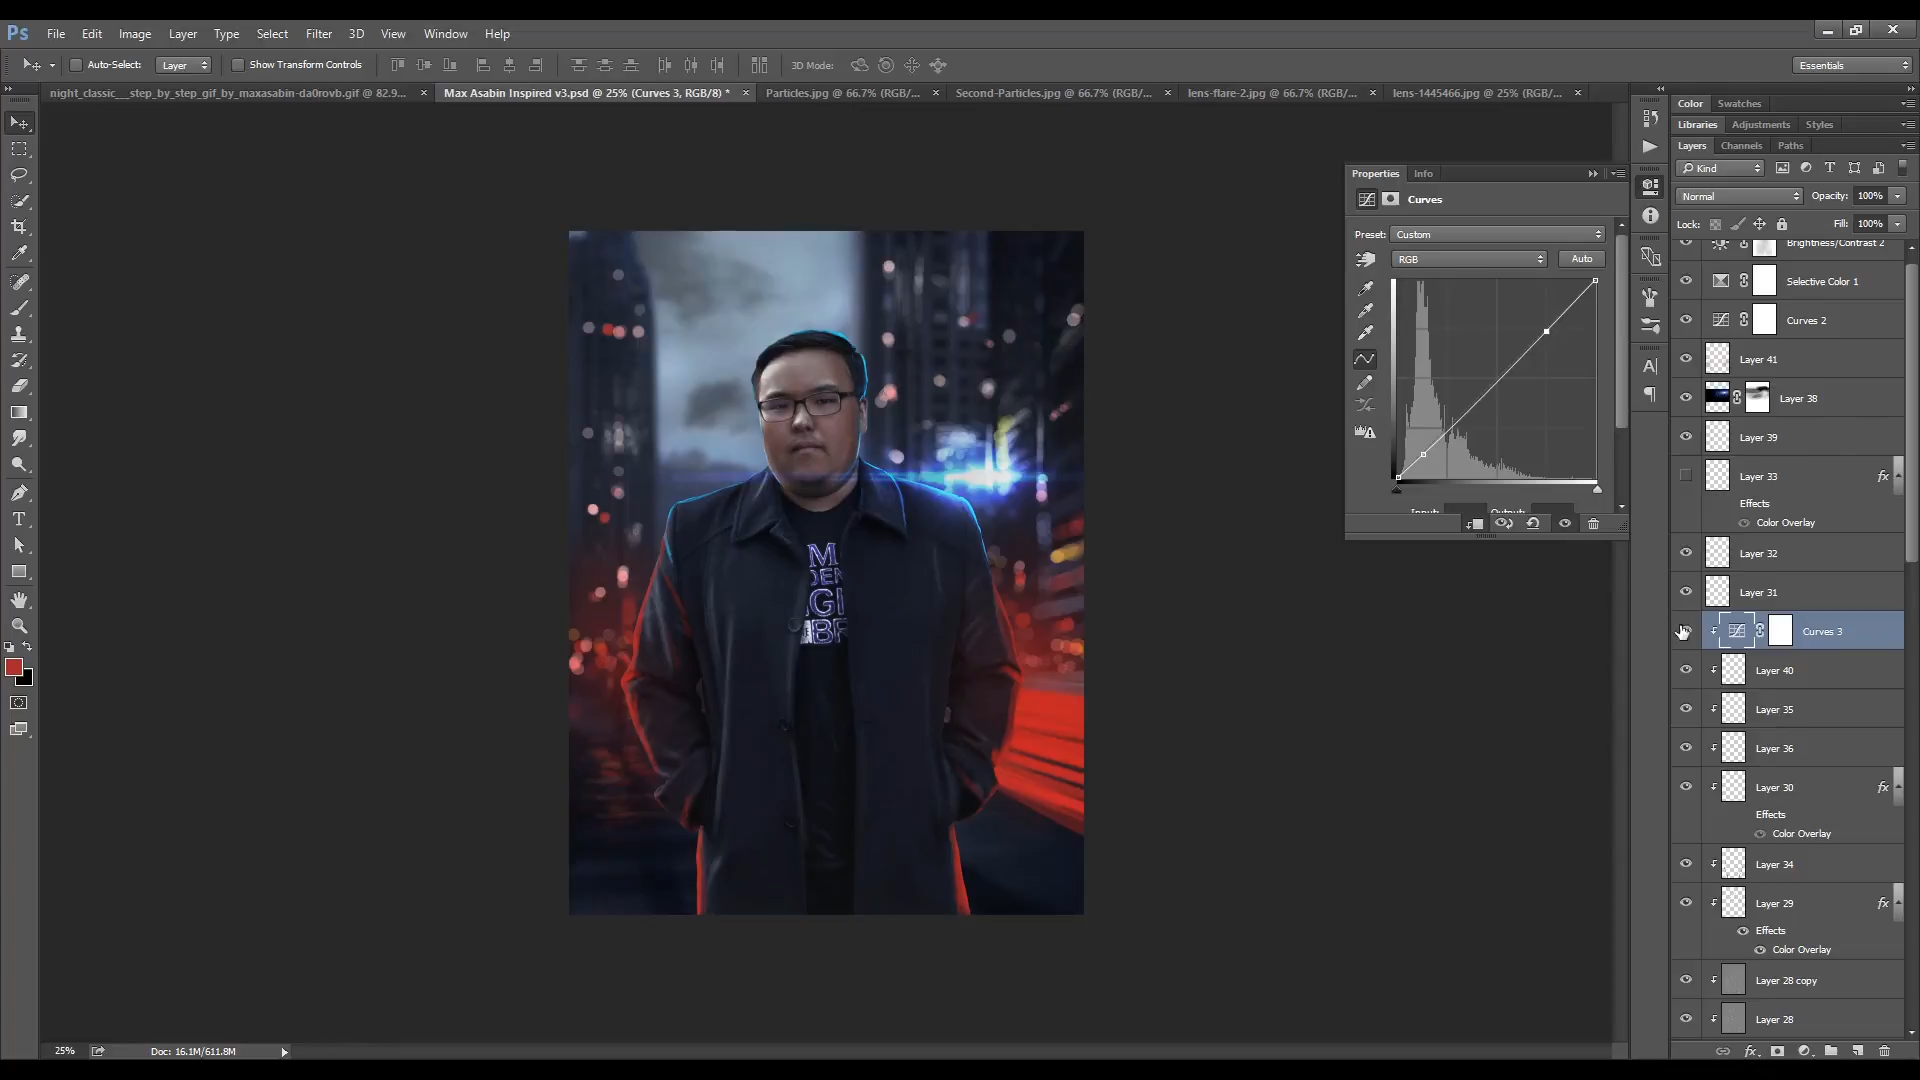 Ps File Edit Image Layer Type Select Filter 3D View Window Help
Auto-Select: Layer Show Transform Controls 3D Mode: Essentials
night_classic___step_by_step_gif_by_maxasabin-da0rovb.gif @ 82.9... Max Asabin Inspired v3.psd @ 25% (Curves 3, RGB/8) * Particles.jpg @ 66.7% (RGB/... Second-Particles.jpg @ 66.7% (RGB/... lens-flare-2.jpg @ 66.7% (RGB/... lens-1445466.jpg @ 25% (RGB/...
Color Swatches
Libraries Adjustments Styles
Layers Channels Paths
Kind
Normal Opacity: 100%
Lock: Fill: 100%
Properties Info
Curves
Preset: Custom
RGB Auto
Input: Output:
Brightness/Contrast 2
Selective Color 1
Curves 2
Layer 41
Layer 38
Layer 39
Layer 33 fx
Effects
Color Overlay
Layer 32
Layer 31
Curves 3
Layer 40
Layer 35
Layer 36
Layer 30 fx
Effects
Color Overlay
Layer 34
Layer 29 fx
Effects
Color Overlay
Layer 28 copy
Layer 28
25% Doc: 16.1M/611.8M